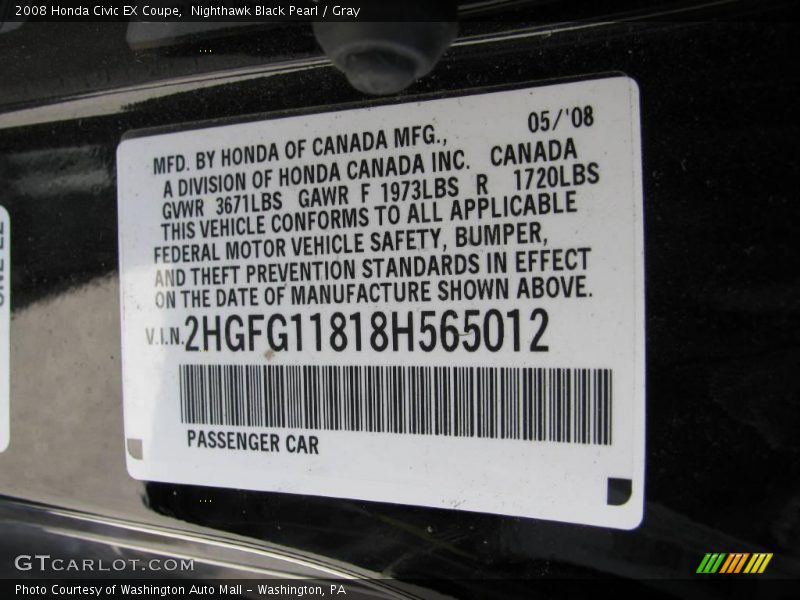 2008 Honda Civic EX Coupe,  Nighthawk Black Pearl / Gray
05/'08
MFD. BY HONDA OF CANADA MFG.,
A DIVISION OF HONDA CANADA INC.  CANADA
GVWR 3671LBS  GAWR F 1973LBS R  1720LBS
THIS VEHICLE CONFORMS TO ALL APPLICABLE
FEDERAL MOTOR VEHICLE SAFETY, BUMPER,
AND THEFT PREVENTION STANDARDS IN EFFECT
ON THE DATE OF MANUFACTURE SHOWN ABOVE.
V.I.N.2HGFG11818H565012
PASSENGER CAR
GTCARLOT.COM
Photo Courtesy of Washington Auto Mall - Washington, PA